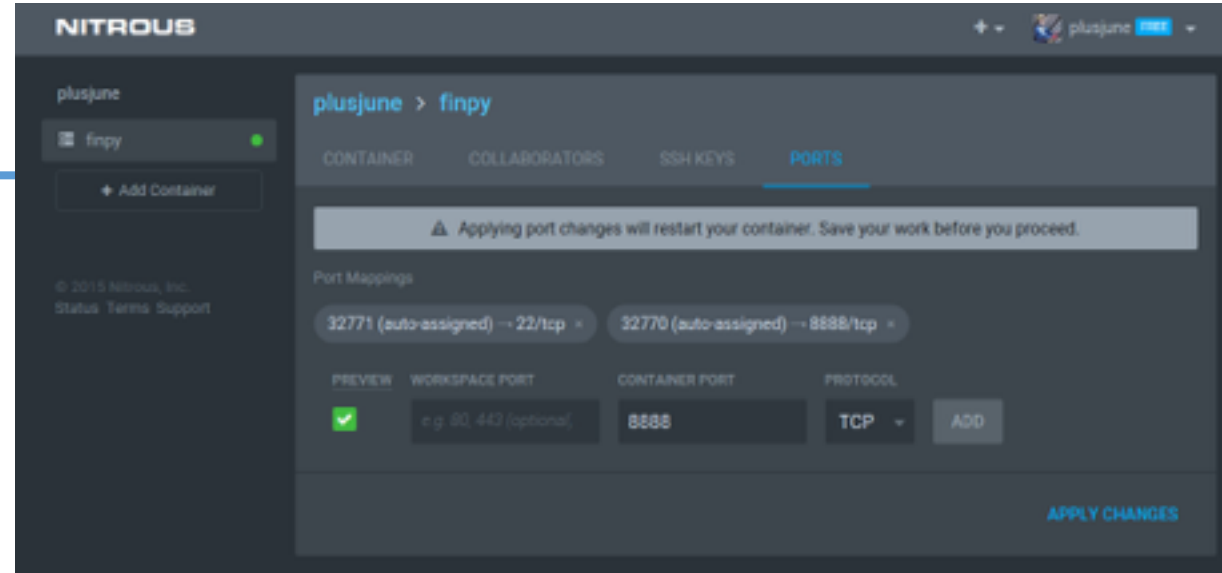 NITROUS
plusjune FREE
plusjune
finpy
+ Add Container
© 2015 Nitrous, Inc.
Status Terms Support
plusjune > finpy
CONTAINER COLLABORATORS SSH KEYS PORTS
Applying port changes will restart your container. Save your work before you proceed.
Port Mappings
32771 (auto-assigned) → 22/tcp ×
32770 (auto-assigned) → 8888/tcp ×
PREVIEW WORKSPACE PORT CONTAINER PORT PROTOCOL
e.g. 80, 443 (optional) 8888 TCP ADD
APPLY CHANGES